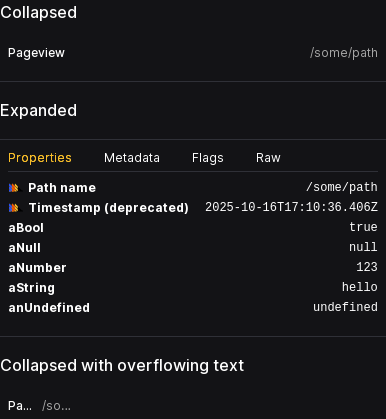 Collapsed
Pageview /some/path
Expanded
Properties Metadata Flags Raw
Path name /some/path
Timestamp (deprecated) 2025-10-16T17:10:36.406Z
aBool true
aNull null
aNumber 123
aString hello
anUndefined undefined
Collapsed with overflowing text
Pa... /so...